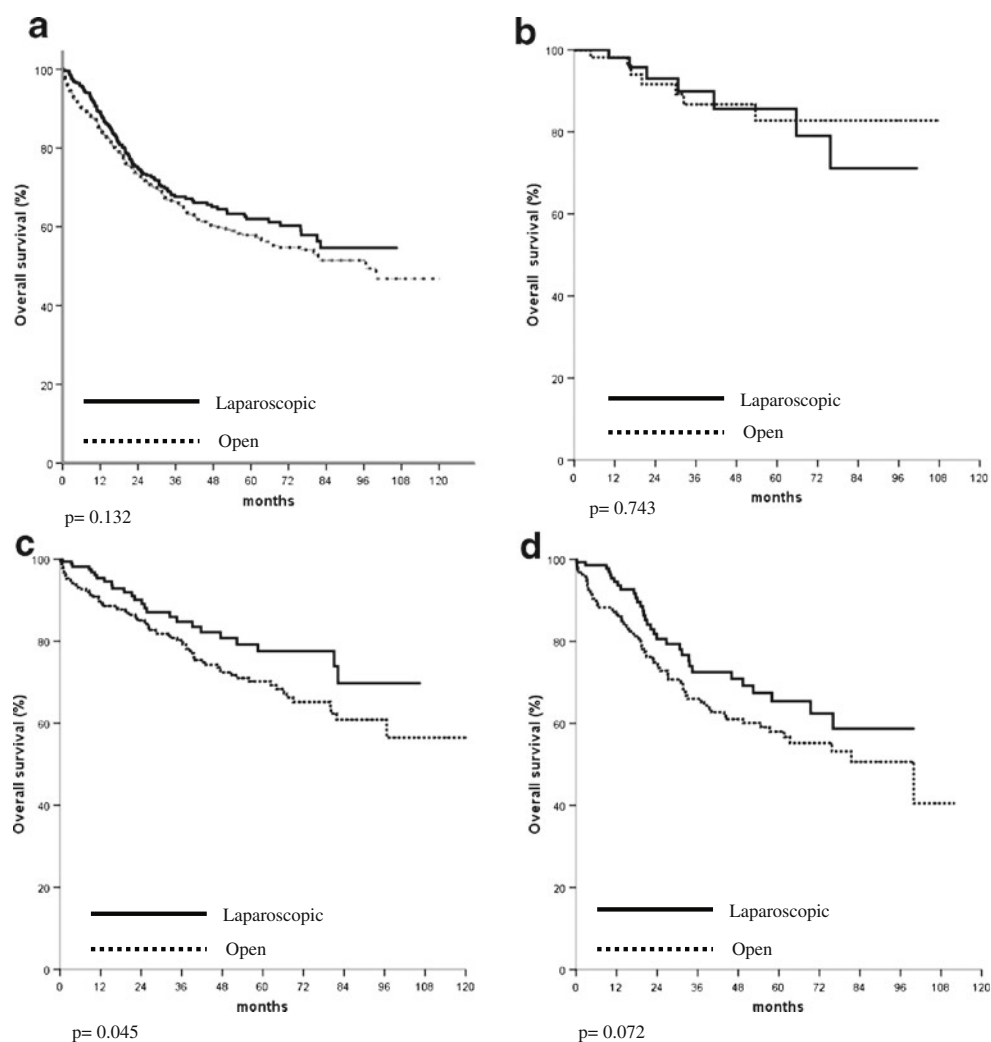 a
Overall survival (%)
100
80
60
40
20
0
Laparoscopic
Open
0 12 24 36 48 60 72 84 96 108 120
months
p= 0.132
b
Overall survival (%)
100
80
60
40
20
0
Laparoscopic
Open
0 12 24 36 48 60 72 84 96 108 120
months
p= 0.743
c
Overall survival (%)
100
80
60
40
20
0
Laparoscopic
Open
0 12 24 36 48 60 72 84 96 108 120
months
p= 0.045
d
Overall survival (%)
100
80
60
40
20
0
Laparoscopic
Open
0 12 24 36 48 60 72 84 96 108 120
months
p= 0.072